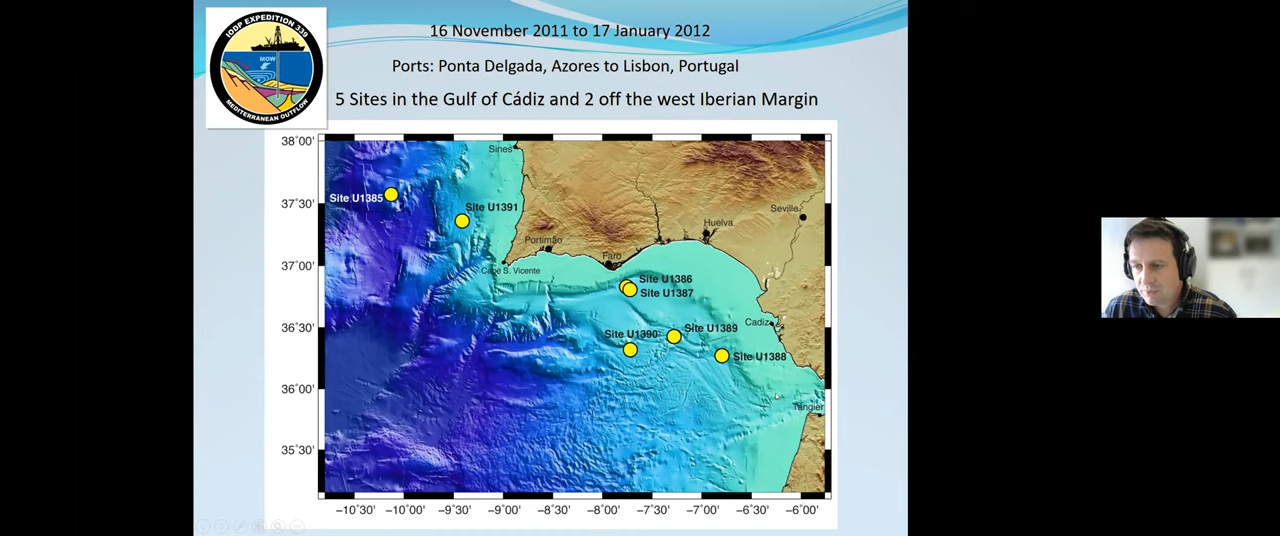 IODP EXPEDITION 339
MOW
MEDITERRANEAN OUTFLOW
16 November 2011 to 17 January 2012
Ports: Ponta Delgada, Azores to Lisbon, Portugal
5 Sites in the Gulf of Cádiz and 2 off the west Iberian Margin
38°00'
37°30'
37°00'
36°30'
36°00'
35°30'
Sines
Site U1385
Site U1391
Seville
Huelva
Portimão
Faro
Cape S. Vicente
Site U1386
Site U1387
Cadiz
Site U1389
Site U1390
Site U1388
Tangier
−10°30' −10°00' −9°30' −9°00' −8°30' −8°00' −7°30' −7°00' −6°30' −6°00'